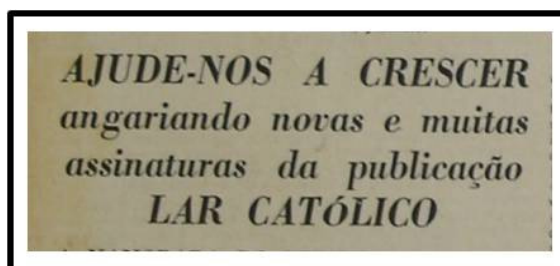 AJUDE-NOS A CRESCER
angariando novas e muitas
assinaturas da publicação
LAR CATÓLICO